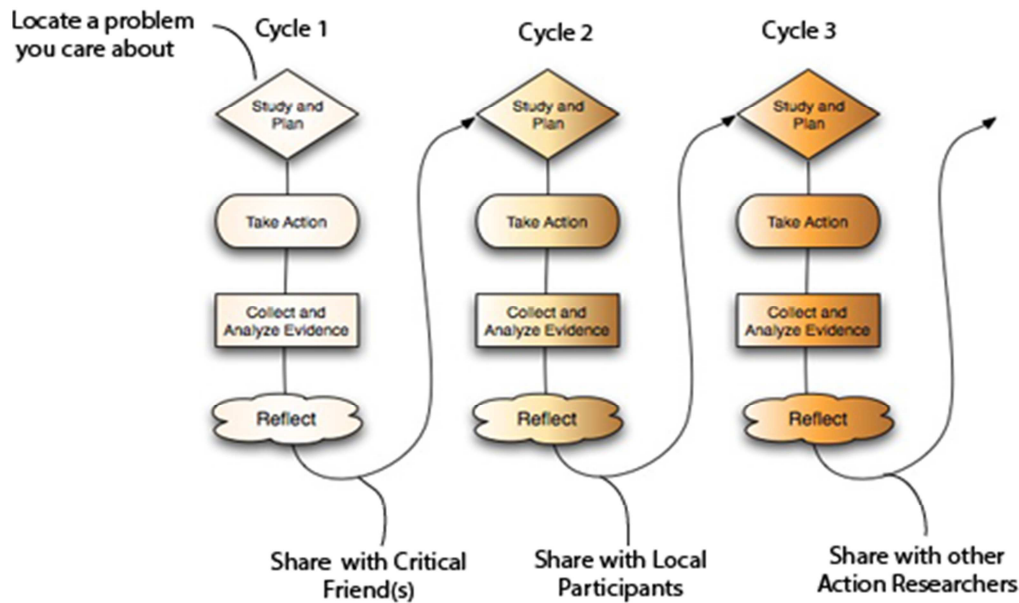 Locate a problem
you care about
Cycle 1
Study and
Plan
Take Action
Collect and
Analyze Evidence
Reflect
Share with Critical
Friend(s)
Cycle 2
Study and
Plan
Take Action
Collect and
Analyze Evidence
Reflect
Share with Local
Participants
Cycle 3
Study and
Plan
Take Action
Collect and
Analyze Evidence
Reflect
Share with other
Action Researchers